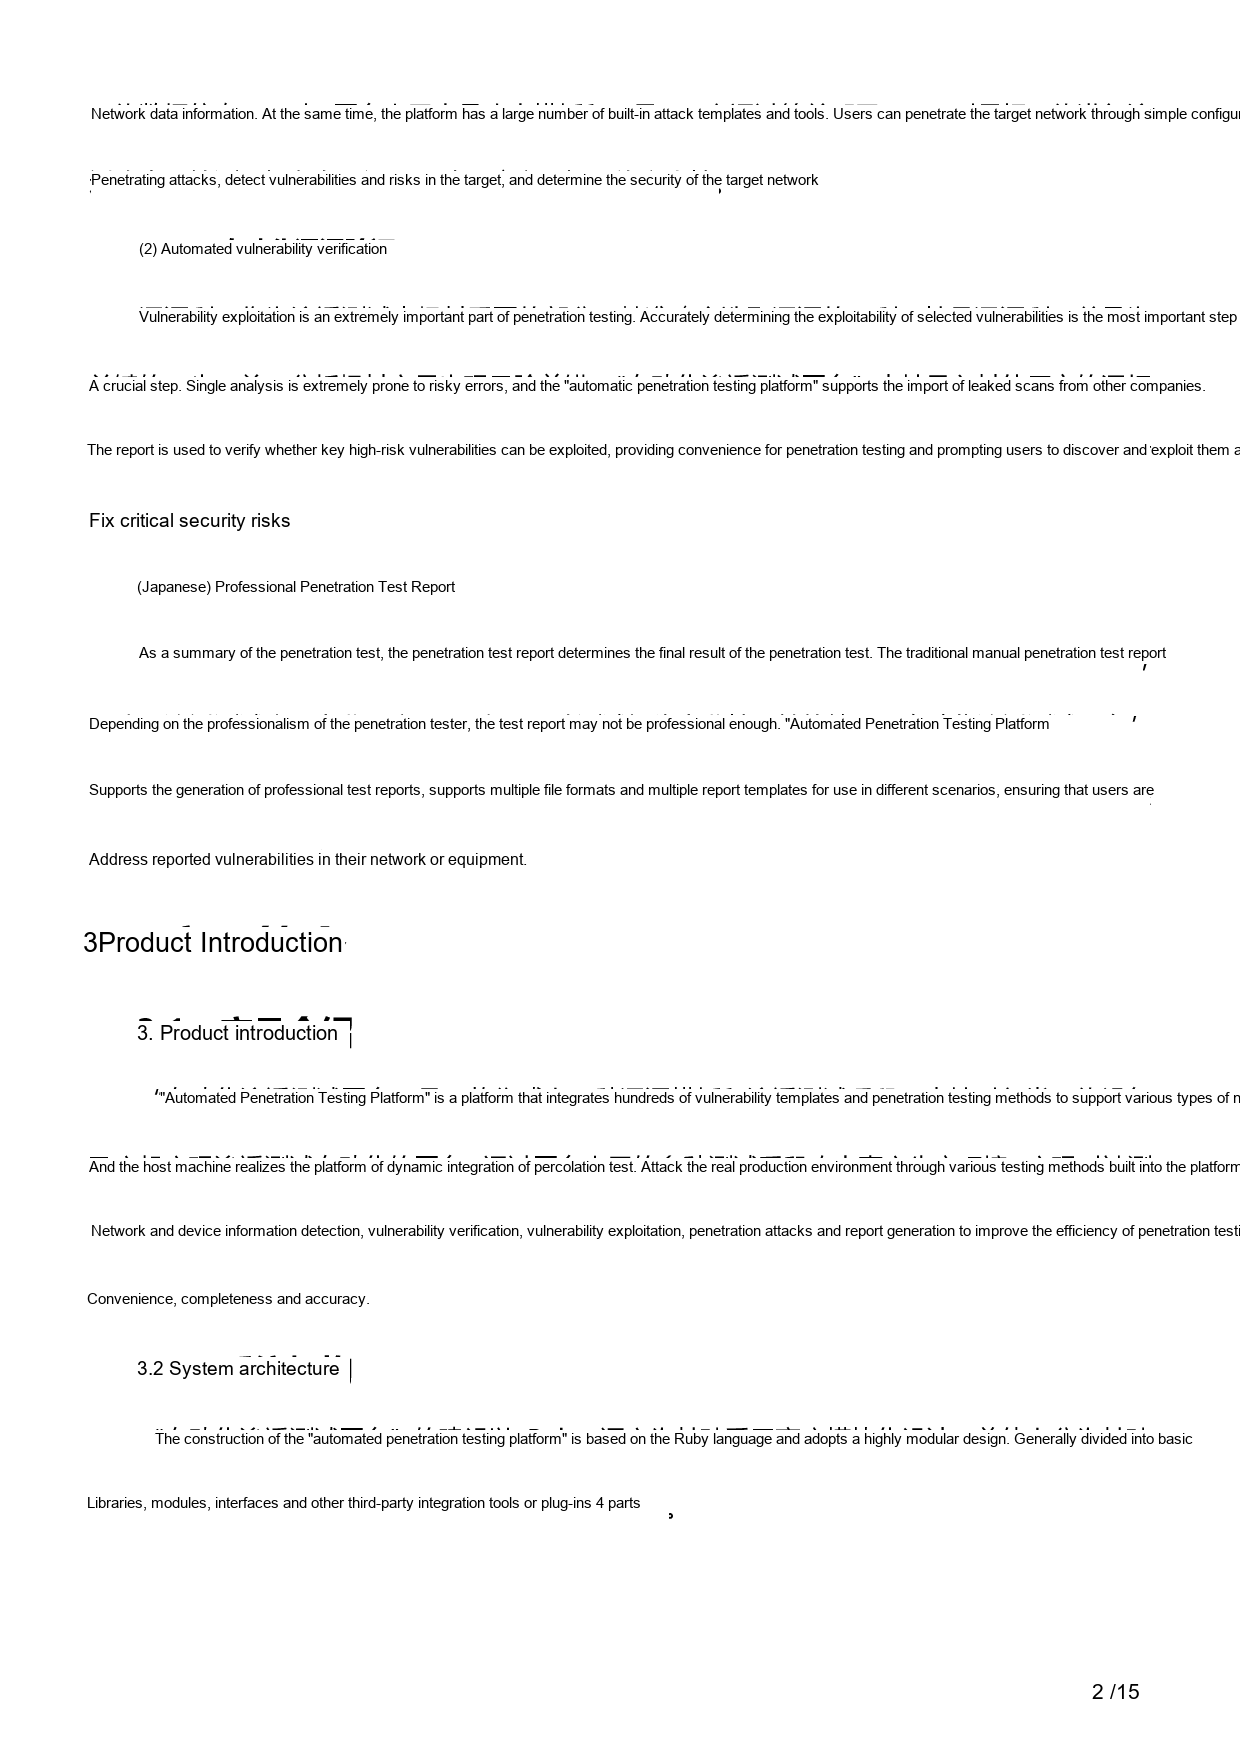 Network data information. At the same time, the platform has a large number of built-in attack templates and tools. Users can penetrate the target network through simple
Penetrating attacks, detect vulnerabilities and risks in the target, and determine the security of the target network
(2) Automated vulnerability verification
Vulnerability exploitation is an extremely important part of penetration testing. Accurately determining the exploitability of selected vulnerabilities is the most important step
A crucial step. Single analysis is extremely prone to risky errors, and the "automatic penetration testing platform" supports the import of leaked scans from other companies.
The report is used to verify whether key high-risk vulnerabilities can be exploited, providing convenience for penetration testing and prompting users to discover and exploit them
Fix critical security risks
(Japanese) Professional Penetration Test Report
As a summary of the penetration test, the penetration test report determines the final result of the penetration test. The traditional manual penetration test report
Depending on the professionalism of the penetration tester, the test report may not be professional enough. "Automated Penetration Testing Platform
Supports the generation of professional test reports, supports multiple file formats and multiple report templates for use in different scenarios, ensuring that users are
Address reported vulnerabilities in their network or equipment.
3Product Introduction
3. Product introduction
"Automated Penetration Testing Platform" is a platform that integrates hundreds of vulnerability templates and penetration testing methods to support various types of
And the host machine realizes the platform of dynamic integration of percolation test. Attack the real production environment through various testing methods built into the platform
Network and device information detection, vulnerability verification, vulnerability exploitation, penetration attacks and report generation to improve the efficiency of penetration
Convenience, completeness and accuracy.
3.2 System architecture
The construction of the "automated penetration testing platform" is based on the Ruby language and adopts a highly modular design. Generally divided into basic
Libraries, modules, interfaces and other third-party integration tools or plug-ins 4 parts
2 /15